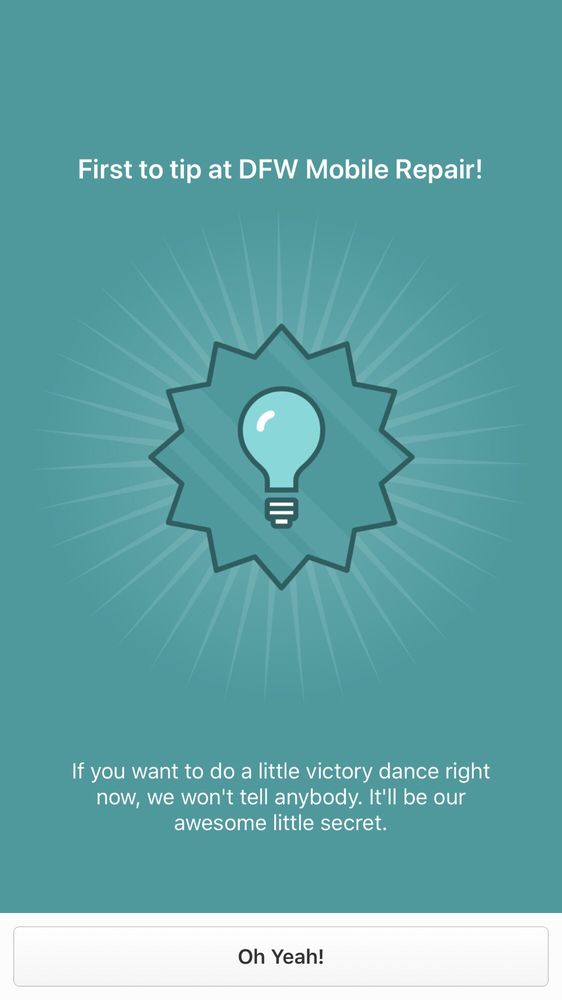 First to tip at DFW Mobile Repair!
If you want to do a little victory dance right
now, we won't tell anybody. It'll be our
awesome little secret.
Oh Yeah!